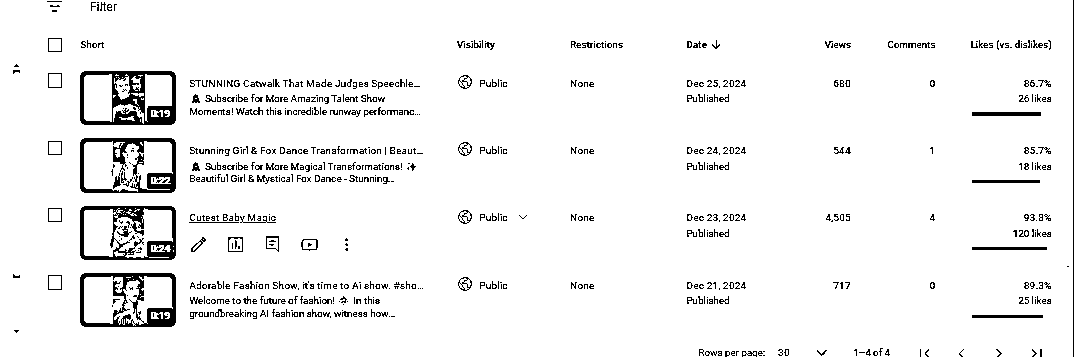 Filter
Short Visibility Restrictions Date ↓ Views Comments Likes (vs. dislikes)
STUNNING Catwalk That Made Judges Speechle... Public None Dec 25, 2024 680 0 86.7%
Subscribe for More Amazing Talent Show Published 26 likes
Moments! Watch this incredible runway performanc...
0:19
Stunning Girl & Fox Dance Transformation | Beaut... Public None Dec 24, 2024 544 1 85.7%
Subscribe for More Magical Transformations! ✨ Published 18 likes
Beautiful Girl & Mystical Fox Dance - Stunning...
0:22
Cutest Baby Magic Public None Dec 23, 2024 4,505 4 93.8%
Published 120 likes
0:24
Adorable Fashion Show, it's time to Ai show. #sho... Public None Dec 21, 2024 717 0 89.3%
Welcome to the future of fashion! In this Published 25 likes
groundbreaking AI fashion show, witness how...
0:19
Rows per page: 30 1–4 of 4